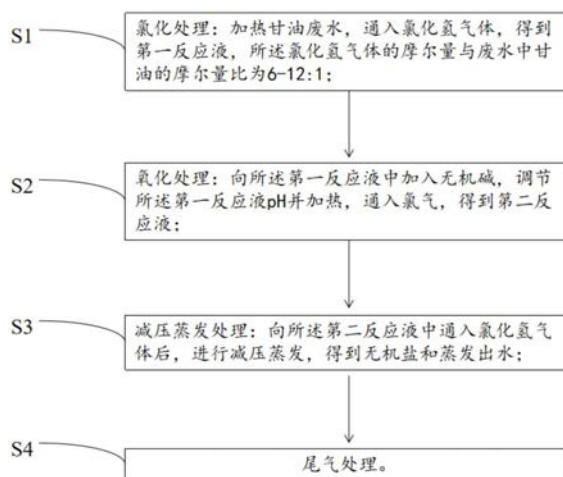 S1
氯化处理：加热甘油废水，通入氯化氢气体，得到
第一反应液，所述氯化氢气体的摩尔量与废水中甘
油的摩尔量比为6-12:1；
S2
氧化处理：向所述第一反应液中加入无机碱，调节
所述第一反应液pH并加热，通入氯气，得到第二反
应液；
S3
减压蒸发处理：向所述第二反应液中通入氯化氢气
体后，进行减压蒸发，得到无机盐和蒸发出水；
S4
尾气处理。